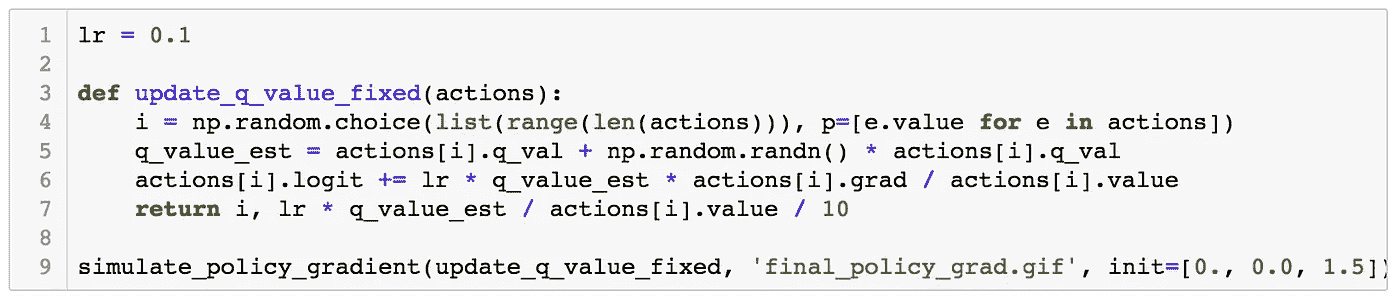 1 lr = 0.1
2
3 def update_q_value_fixed(actions):
4     i = np.random.choice(list(range(len(actions))), p=[e.value for e in actions])
5     q_value_est = actions[i].q_val + np.random.randn() * actions[i].q_val
6     actions[i].logit += lr * q_value_est * actions[i].grad / actions[i].value
7     return i, lr * q_value_est / actions[i].value / 10
8
9 simulate_policy_gradient(update_q_value_fixed, 'final_policy_grad.gif', init=[0., 0.0, 1.5])